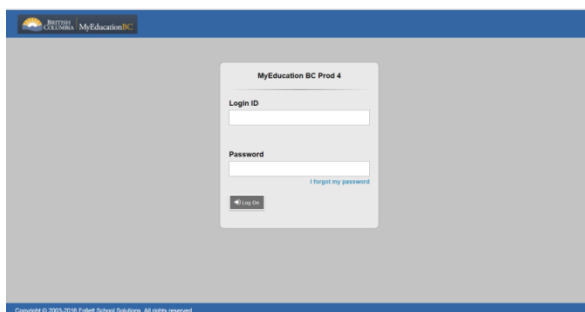 BRITISH
COLUMBIA
MyEducationBC
MyEducation BC Prod 4
Login ID
Password
I forgot my password
Log On
Copyright © 2003-2016 Follett School Solutions. All rights reserved.